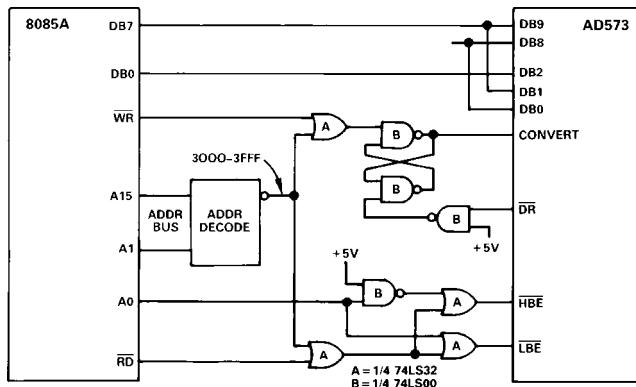 8085A
DB7
DB0
WR
A15
ADDR
BUS
A1
A0
RD
ADDR
DECODE
3000-3FFF
A
B
B
B
+5V
+5V
B
A
A
A
A = 1/4 74LS32
B = 1/4 74LS00
AD573
DB9
DB8
DB2
DB1
DB0
CONVERT
DR
HBE
LBE